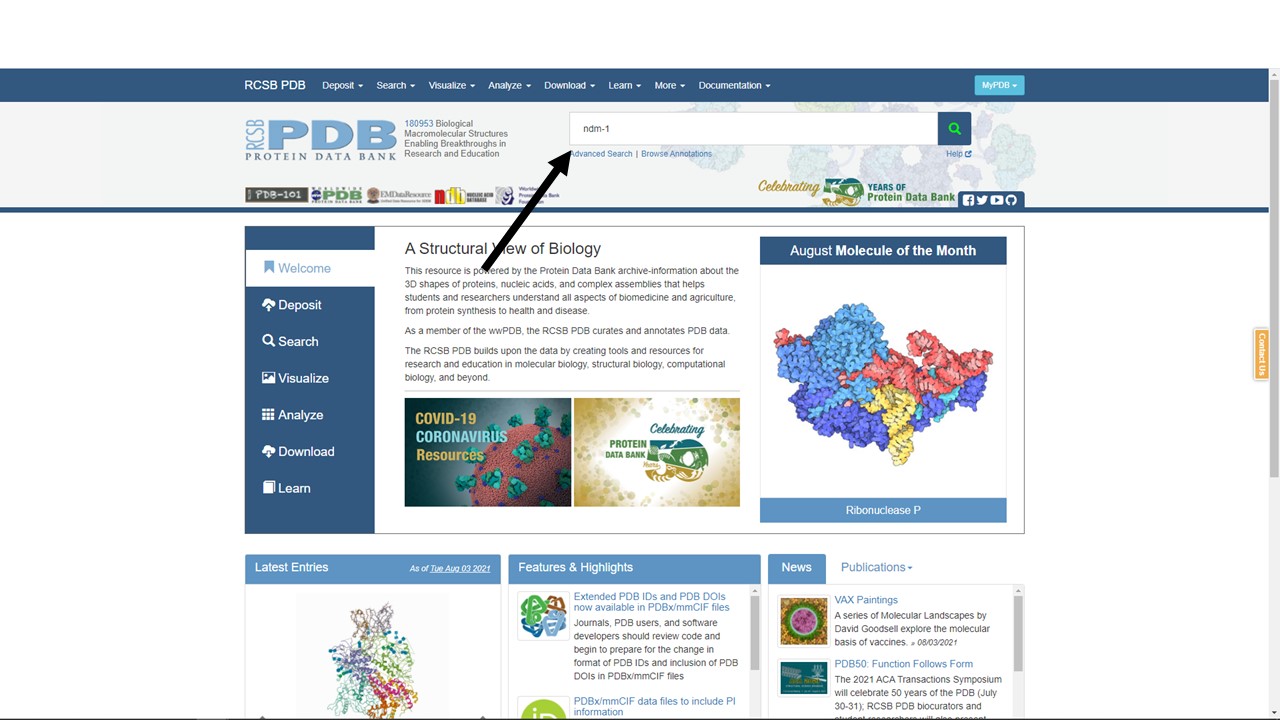 RCSB PDB Deposit Search Visualize Analyze Download Learn More Documentation MyPDB
RCSB PDB
PROTEIN DATA BANK
180953 Biological
Macromolecular Structures
Enabling Breakthroughs in
Research and Education
ndm-1
Advanced Search | Browse Annotations
Help
PDB-101
PDB
EMDataResource
NUCLEIC ACID
DATABASE
Celebrating YEARS OF
Protein Data Bank
Welcome
Deposit
Search
Visualize
Analyze
Download
Learn
A Structural View of Biology
This resource is powered by the Protein Data Bank archive-information about the
3D shapes of proteins, nucleic acids, and complex assemblies that helps
students and researchers understand all aspects of biomedicine and agriculture,
from protein synthesis to health and disease.
As a member of the wwPDB, the RCSB PDB curates and annotates PDB data.
The RCSB PDB builds upon the data by creating tools and resources for
research and education in molecular biology, structural biology, computational
biology, and beyond.
COVID-19
CORONAVIRUS
Resources
Celebrating
PROTEIN
DATA BANK
Years
August Molecule of the Month
Ribonuclease P
Contact Us
Latest Entries As of Tue Aug 03 2021
Features & Highlights
Extended PDB IDs and PDB DOIs
now available in PDBx/mmCIF files
Journals, PDB users, and software
developers should review code and
begin to prepare for the change in
format of PDB IDs and inclusion of PDB
DOIs in PDBx/mmCIF files
PDBx/mmCIF data files to include PI
information
News Publications
VAX Paintings
A series of Molecular Landscapes by
David Goodsell explore the molecular
basis of vaccines. » 08/03/2021
PDB50: Function Follows Form
The 2021 ACA Transactions Symposium
will celebrate 50 years of the PDB (July
30-31); RCSB PDB biocurators and
student researchers will also present